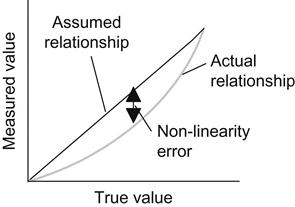 Assumed
relationship
Actual
relationship
Non-linearity
error
Measured value
True value